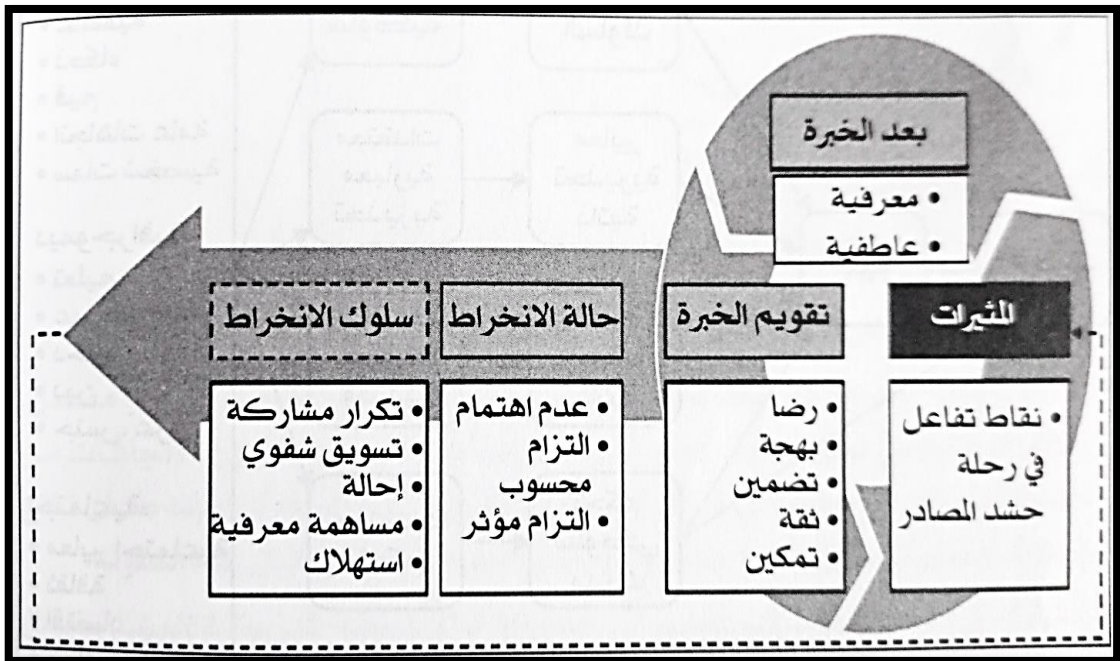 بعد الخبرة
• معرفية
• عاطفية
المثيرات
• نقاط تفاعل
في رحلة
حشد المصادر
تقويم الخبرة
• رضا
• بهجة
• تضمين
• ثقة
• تمكين
حالة الانخراط
• عدم اهتمام
• التزام
محسوب
• التزام مؤثر
سلوك الانخراط
• تكرار مشاركة
• تسويق شفوي
• إحالة
• مساهمة معرفية
• استهلاك